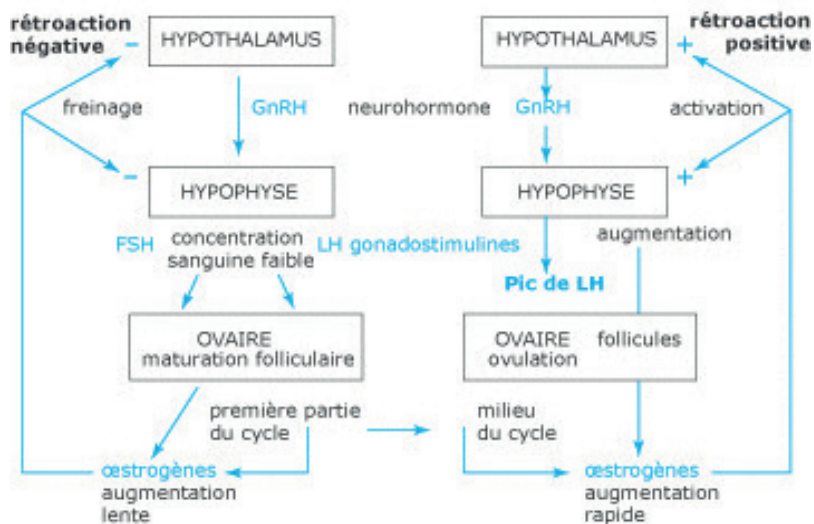 rétroaction
négative
HYPOTHALAMUS
HYPOTHALAMUS
rétroaction
positive
−
+
freinage
GnRH
neurohormone
GnRH
activation
−
+
HYPOPHYSE
HYPOPHYSE
FSH
concentration
sanguine faible
LH gonadostimulines
augmentation
Pic de LH
OVAIRE
maturation folliculaire
OVAIRE
ovulation
follicules
première partie
du cycle
milieu
du cycle
œstrogènes
augmentation
lente
œstrogènes
augmentation
rapide